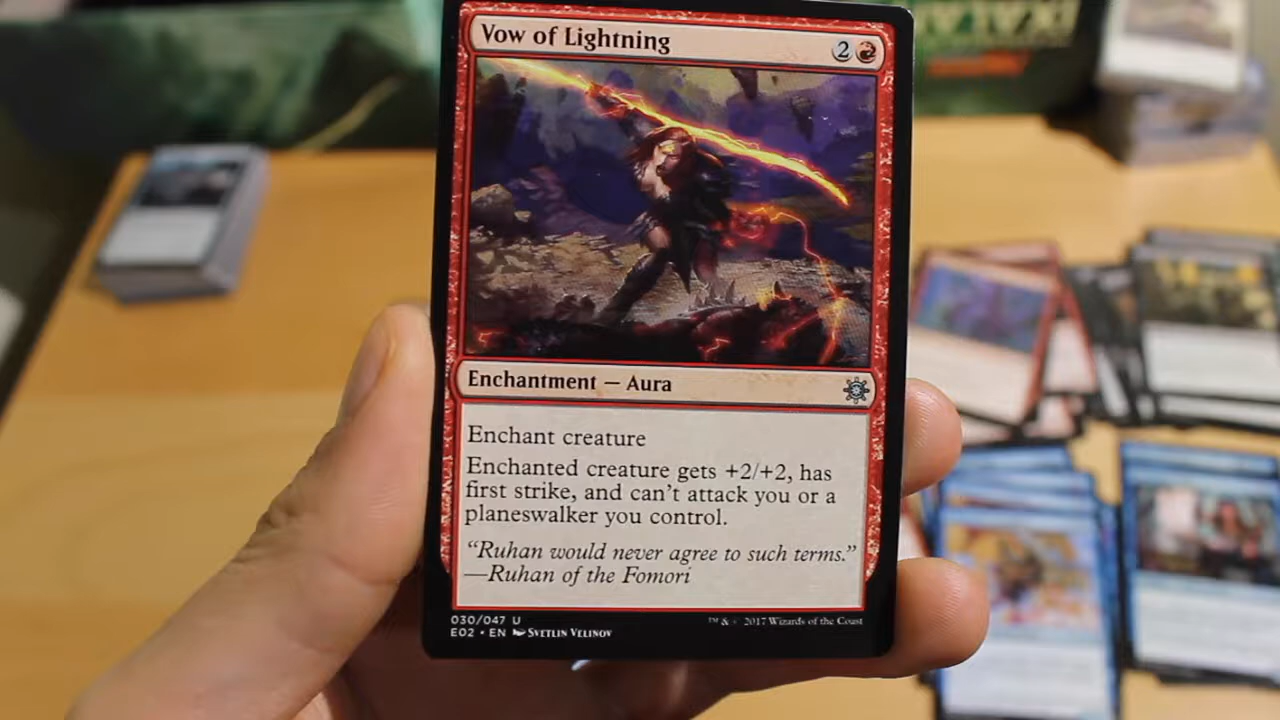 IXALAN
Vow of Lightning
2
Enchantment — Aura
Enchant creature
Enchanted creature gets +2/+2, has
first strike, and can't attack you or a
planeswalker you control.
“Ruhan would never agree to such terms.”
—Ruhan of the Fomori
030/047 U
E02 • EN SVETLIN VELINOV
™ & © 2017 Wizards of the Coast